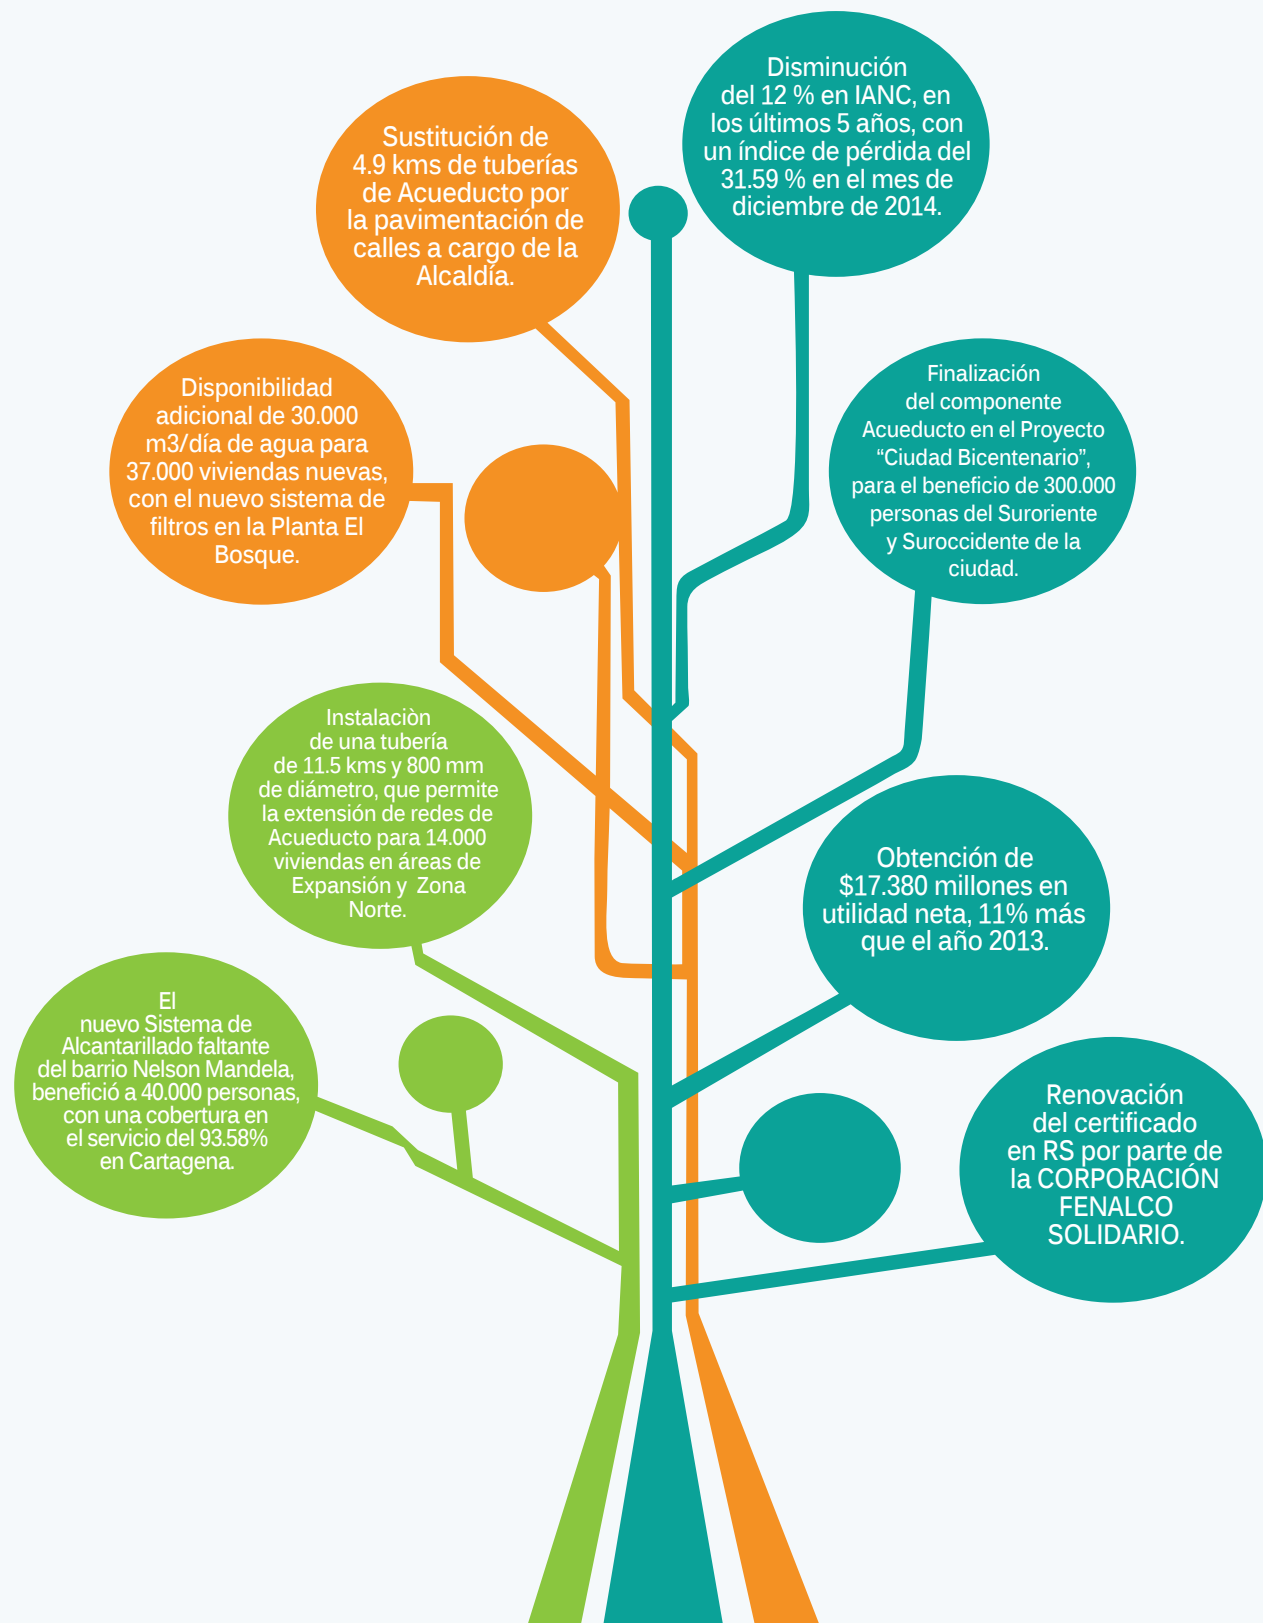 Disminución
del 12 % en IANC, en
los últimos 5 años, con
un índice de pérdida del
31.59 % en el mes de
diciembre de 2014.
Sustitución de
4.9 kms de tuberías
de Acueducto por
la pavimentación de
calles a cargo de la
Alcaldía.
Disponibilidad
adicional de 30.000
m3/día de agua para
37.000 viviendas nuevas,
con el nuevo sistema de
filtros en la Planta El
Bosque.
Finalización
del componente
Acueducto en el Proyecto
“Ciudad Bicentenario”,
para el beneficio de 300.000
personas del Suroriente
y Suroccidente de la
ciudad.
Instalaciòn
de una tubería
de 11.5 kms y 800 mm
de diámetro, que permite
la extensión de redes de
Acueducto para 14.000
viviendas en áreas de
Expansión y Zona
Norte.
Obtención de
$17.380 millones en
utilidad neta, 11% más
que el año 2013.
El
nuevo Sistema de
Alcantarillado faltante
del barrio Nelson Mandela,
benefició a 40.000 personas,
con una cobertura en
el servicio del 93.58%
en Cartagena.
Renovación
del certificado
en RS por parte de
la CORPORACIÓN
FENALCO
SOLIDARIO.